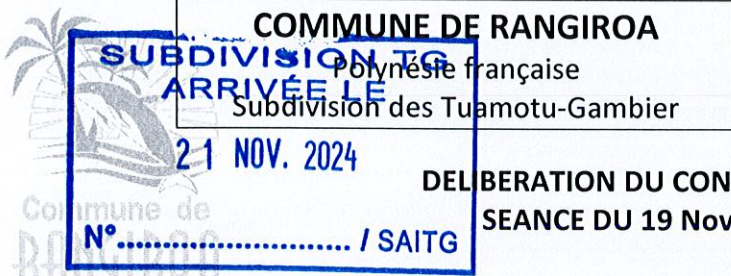 COMMUNE DE RANGIROA
Polynésie française
Subdivision des Tuamotu-Gambier
SUBDIVISION TG
ARRIVÉE LE
21 NOV. 2024
N°.......................... / SAITG
Commune de
RANGIROA
DELIBERATION DU CON
SEANCE DU 19 Nov